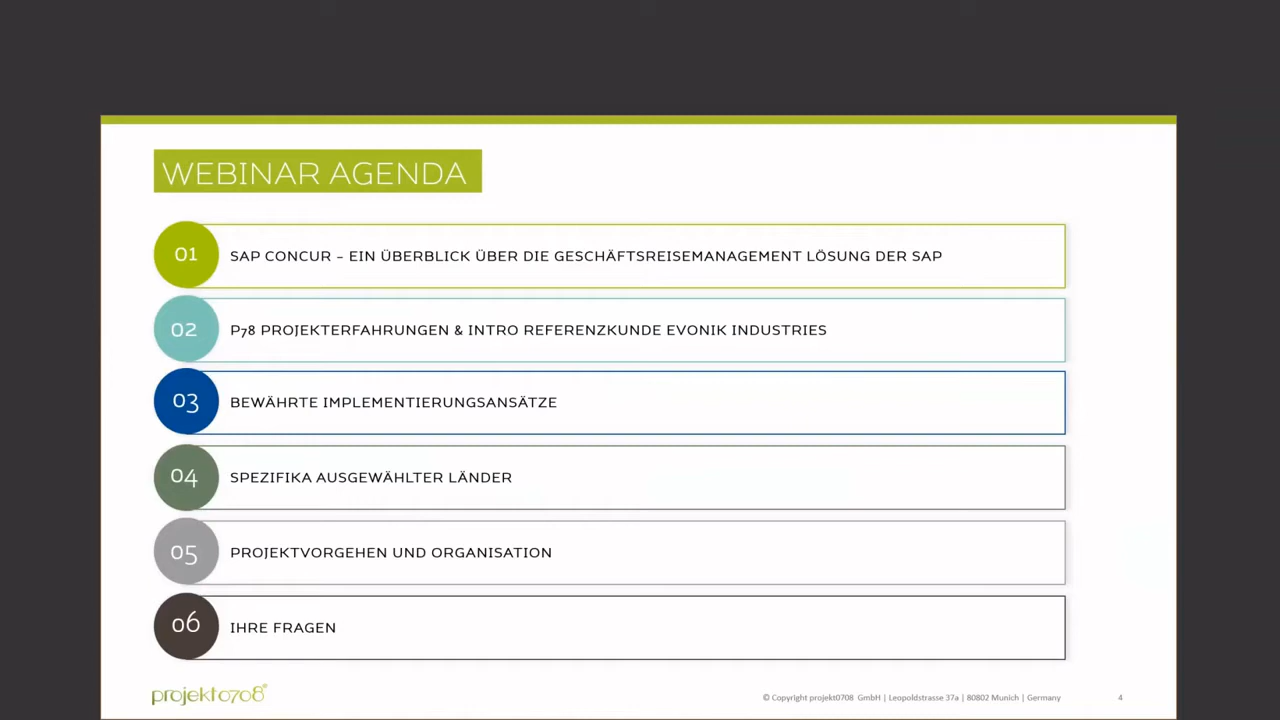 WEBINAR AGENDA
01
SAP CONCUR – EIN ÜBERBLICK ÜBER DIE GESCHÄFTSREISEMANAGEMENT LÖSUNG DER SAP
02
P78 PROJEKTERFAHRUNGEN & INTRO REFERENZKUNDE EVONIK INDUSTRIES
03
BEWÄHRTE IMPLEMENTIERUNGSANSÄTZE
04
SPEZIFIKA AUSGEWÄHLTER LÄNDER
05
PROJEKTVORGEHEN UND ORGANISATION
06
IHRE FRAGEN
projekt0708®
© Copyright projekt0708 GmbH | Leopoldstrasse 37a | 80802 Munich | Germany
4